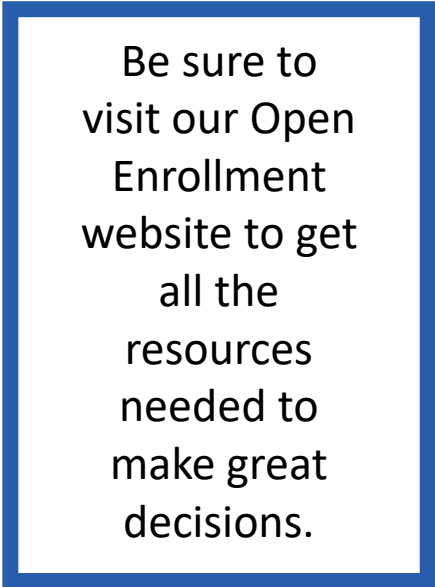 Be sure to
visit our Open
Enrollment
website to get
all the
resources
needed to
make great
decisions.